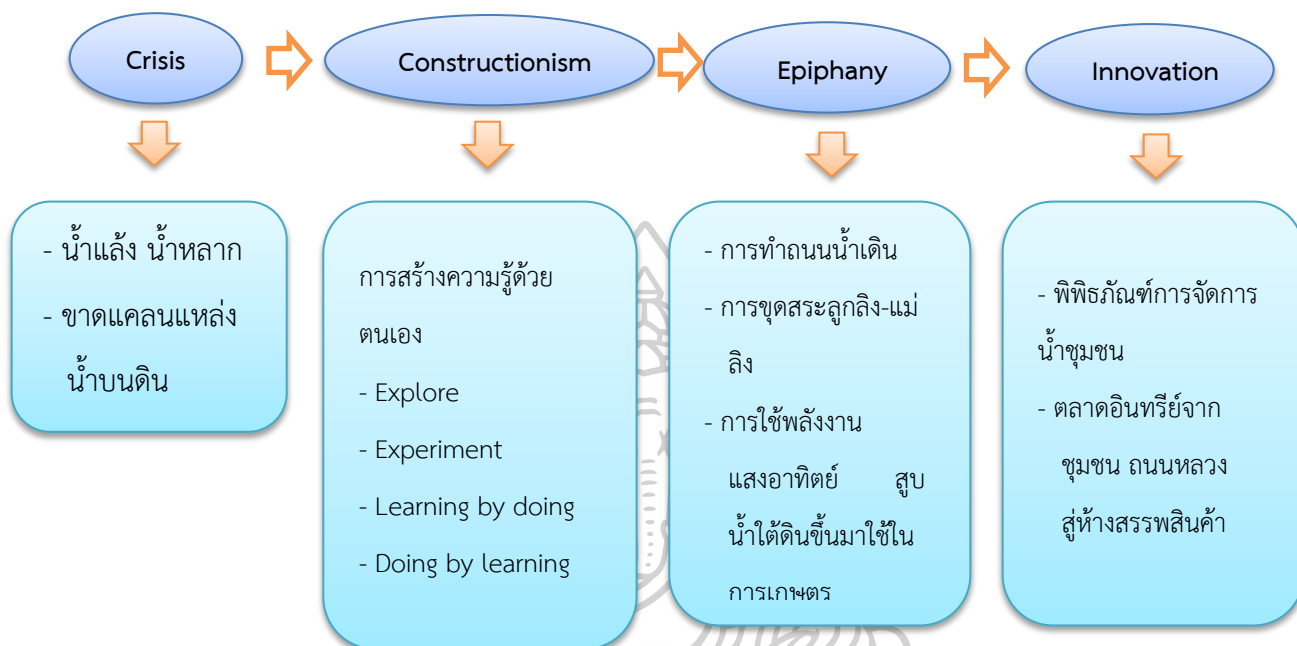 Crisis
Constructionism
Epiphany
Innovation
- น้ำแล้ง น้ำหลาก
- ขาดแคลนแหล่ง
น้ำบนดิน
การสร้างความรู้ด้วย
ตนเอง
- Explore
- Experiment
- Learning by doing
- Doing by learning
- การทำถนนน้ำเดิน
- การขุดสระลูกลิง-แม่
ลิง
- การใช้พลังงาน
แสงอาทิตย์ สูบ
น้ำใต้ดินขึ้นมาใช้ใน
การเกษตร
- พิพิธภัณฑ์การจัดการ
น้ำชุมชน
- ตลาดอินทรีย์จาก
ชุมชน ถนนหลวง
สู่ห้างสรรพสินค้า